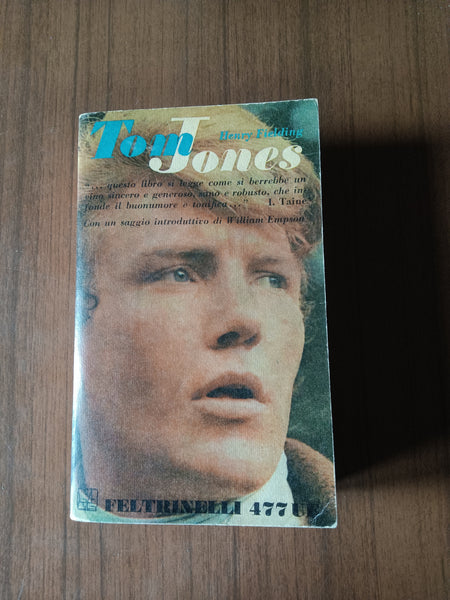 Tom Jones
Henry Fielding
"... questo libro si legge come si berrebbe un
vino sincero e generoso, sano e robusto, che in-
fonde il buonumore e tonifica..." I. Taine
Con un saggio introduttivo di William Empson
FELTRINELLI 477 UE